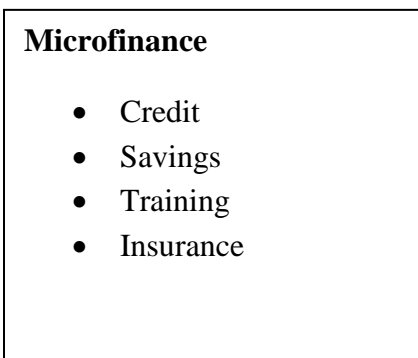 Microfinance
• Credit
• Savings
• Training
• Insurance